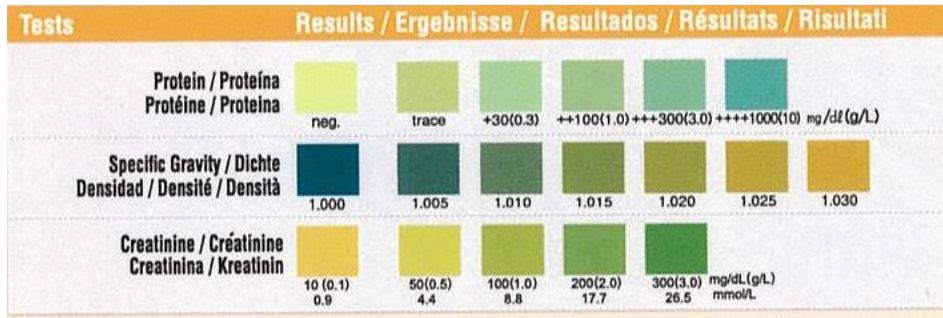 Tests Results / Ergebnisse / Resultados / Résultats / Risultati
Protein / Proteína
Protéine / Proteina
neg. trace +30(0.3) ++100(1.0) +++300(3.0) ++++1000(10) mg/dℓ(g/L)
Specific Gravity / Dichte
Densidad / Densité / Densità
1.000 1.005 1.010 1.015 1.020 1.025 1.030
Creatinine / Créatinine
Creatinina / Kreatinin
10 (0.1) 50(0.5) 100(1.0) 200(2.0) 300(3.0) mg/dL(g/L)
0.9 4.4 8.8 17.7 26.5 mmol/L